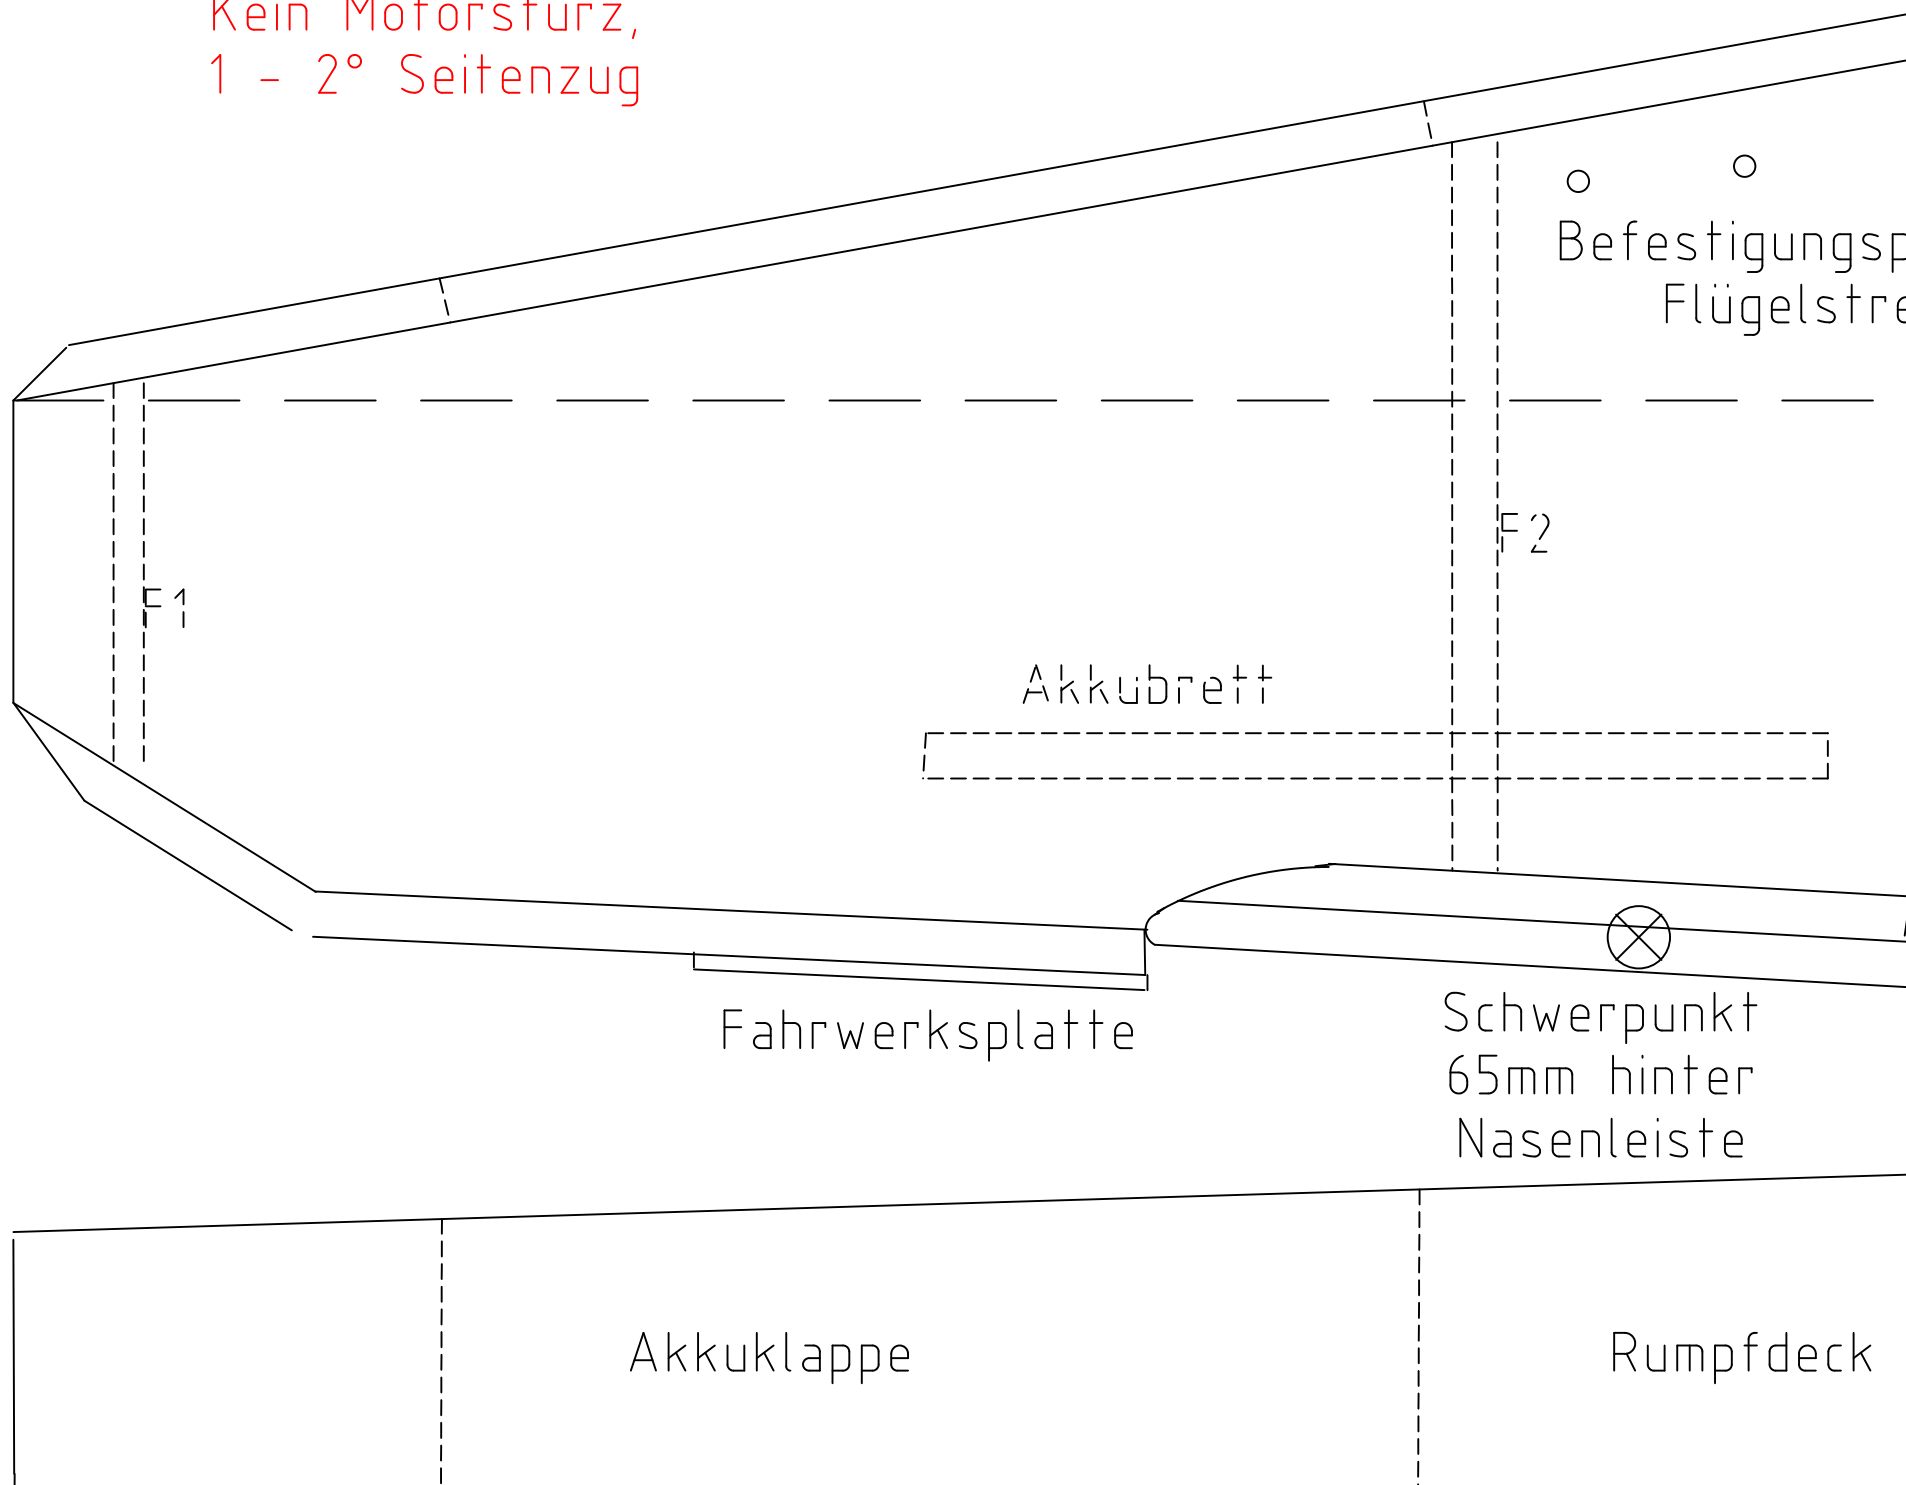 Kein Motorsturz,
1 - 2° Seitenzug
Befestigungsp
Flügelstre
F2
F1
Akkubrett
Fahrwerksplatte
Schwerpunkt
65mm hinter
Nasenleiste
Akkuklappe
Rumpfdeck